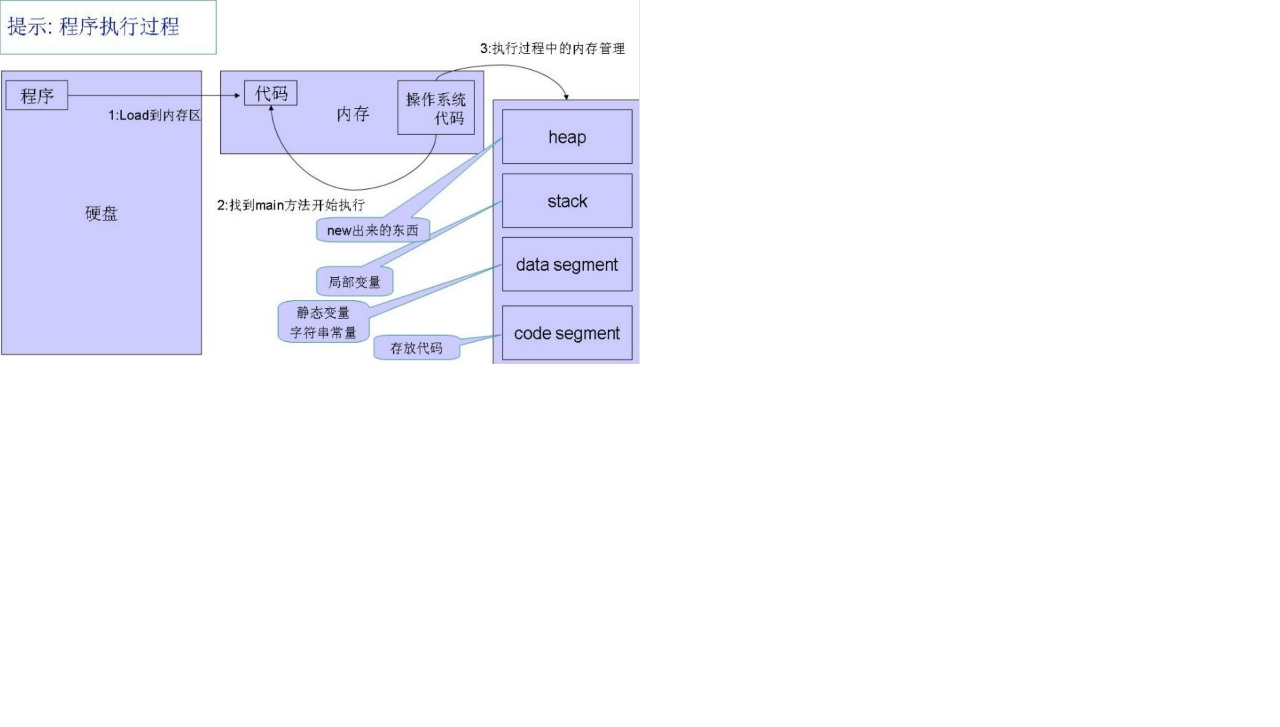 提示: 程序执行过程
3:执行过程中的内存管理
程序
代码
操作系统
代码
内存
1:Load到内存区
heap
stack
硬盘
2:找到main方法开始执行
new出来的东西
data segment
局部变量
静态变量
字符串常量
code segment
存放代码